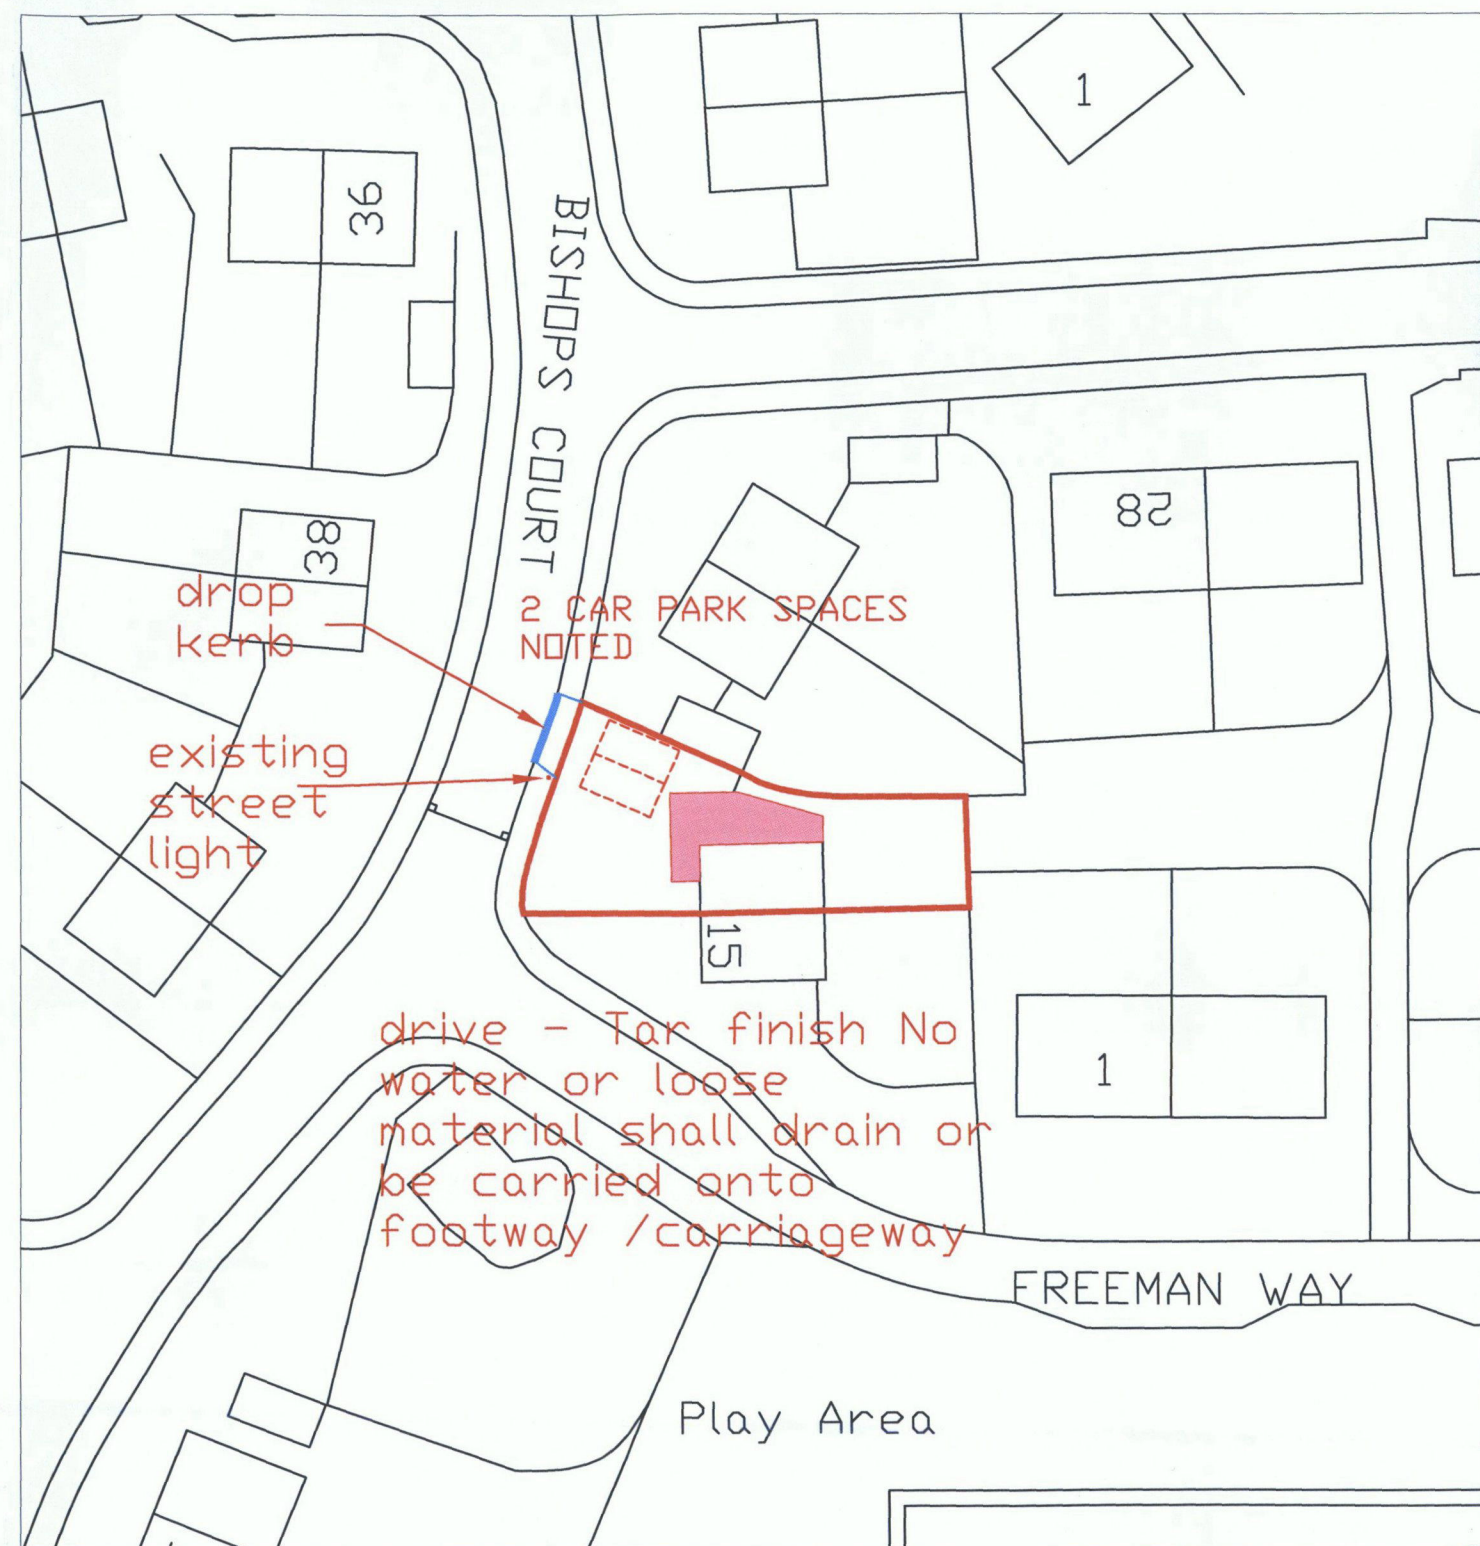 1
36
BISHOPS COURT
28
38
drop
kerb
2 CAR PARK SPACES
NOTED
existing
street
light
15
drive - Tar finish No
water or loose
material shall drain or
be carried onto
footway /carriageway
1
FREEMAN WAY
Play Area